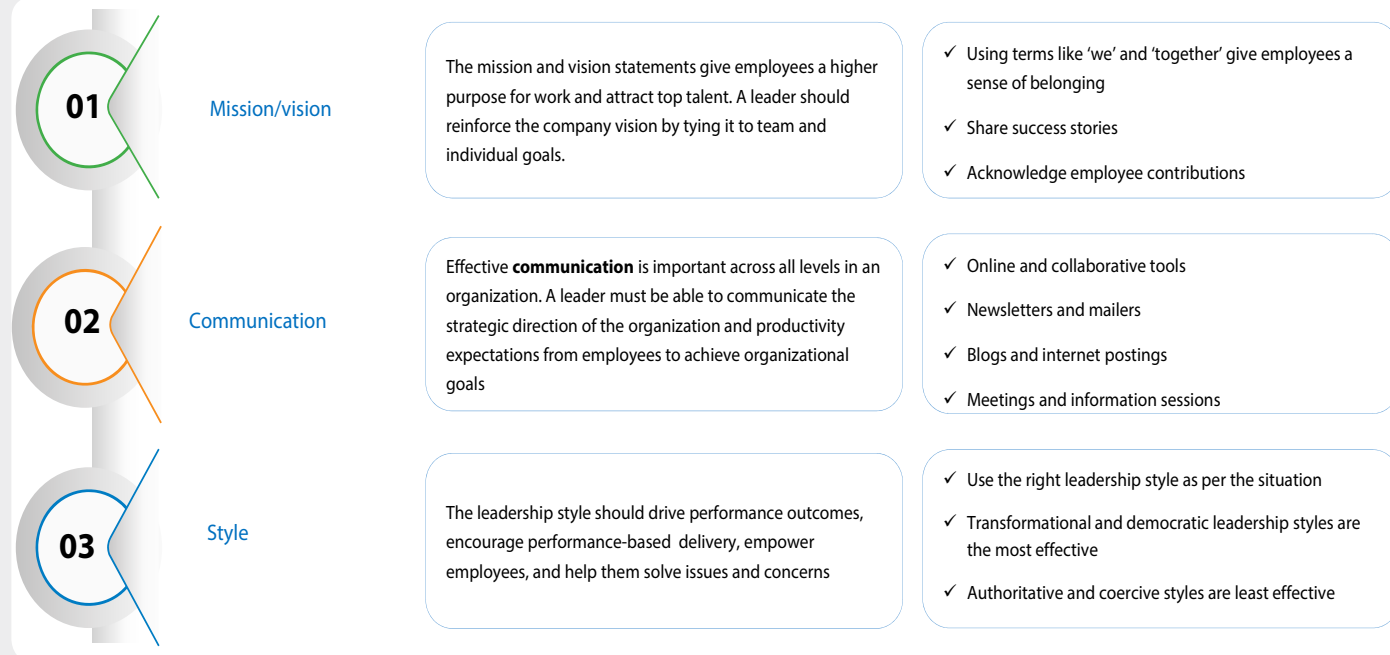 01
Mission/vision
The mission and vision statements give employees a higher
purpose for work and attract top talent. A leader should
reinforce the company vision by tying it to team and
individual goals.
✓ Using terms like ‘we’ and ‘together’ give employees a
sense of belonging
✓ Share success stories
✓ Acknowledge employee contributions
02
Communication
Effective communication is important across all levels in an
organization. A leader must be able to communicate the
strategic direction of the organization and productivity
expectations from employees to achieve organizational
goals
✓ Online and collaborative tools
✓ Newsletters and mailers
✓ Blogs and internet postings
✓ Meetings and information sessions
03
Style
The leadership style should drive performance outcomes,
encourage performance-based delivery, empower
employees, and help them solve issues and concerns
✓ Use the right leadership style as per the situation
✓ Transformational and democratic leadership styles are
the most effective
✓ Authoritative and coercive styles are least effective